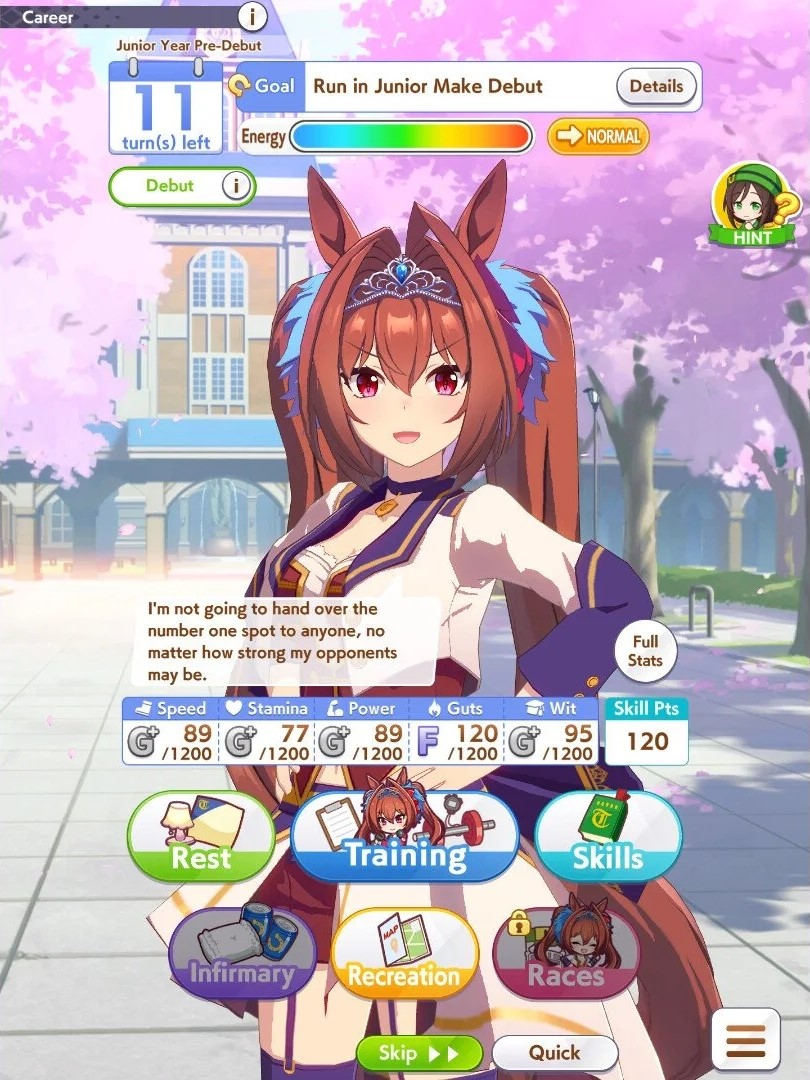 Career
i
Junior Year Pre-Debut
11
turn(s) left
Goal
Run in Junior Make Debut
Details
Energy
NORMAL
Debut
i
HINT
I'm not going to hand over the
number one spot to anyone, no
matter how strong my opponents
may be.
Full
Stats
Speed Stamina Power Guts Wit Skill Pts
G+ 89 /1200
G+ 77 /1200
G+ 89 /1200
F 120 /1200
G+ 95 /1200
120
Rest
Training
Skills
MAP
Infirmary
Recreation
Races
Skip
Quick